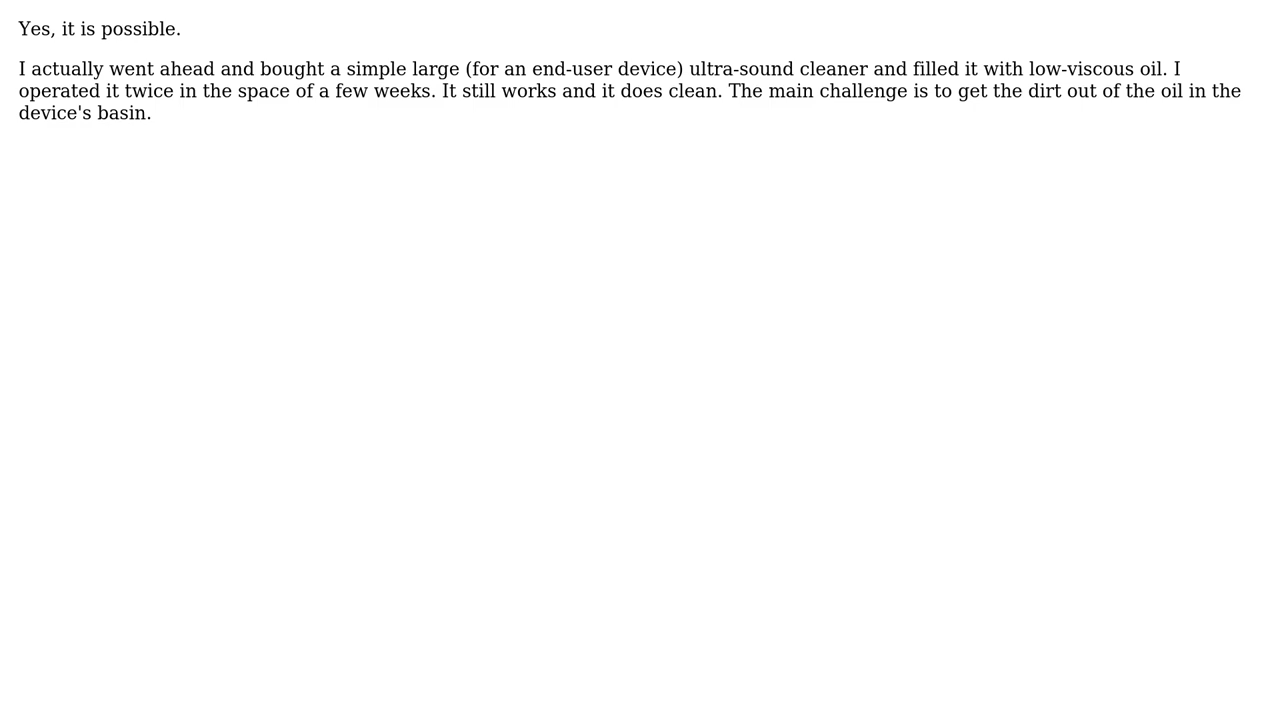 Yes, it is possible.
I actually went ahead and bought a simple large (for an end-user device) ultra-sound cleaner and filled it with low-viscous oil. I
operated it twice in the space of a few weeks. It still works and it does clean. The main challenge is to get the dirt out of the oil in the
device's basin.